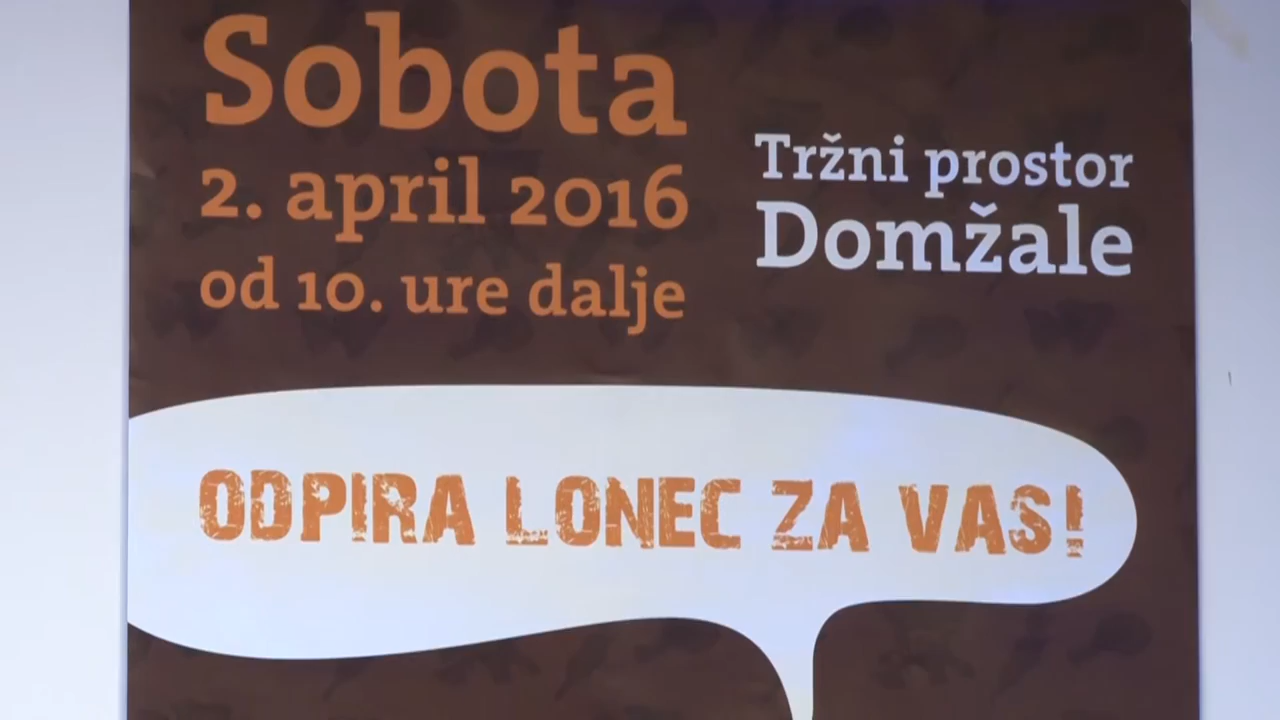 Sobota
2. april 2016
od 10. ure dalje
Tržni prostor
Domžale
ODPIRA LONEC ZA VAS!